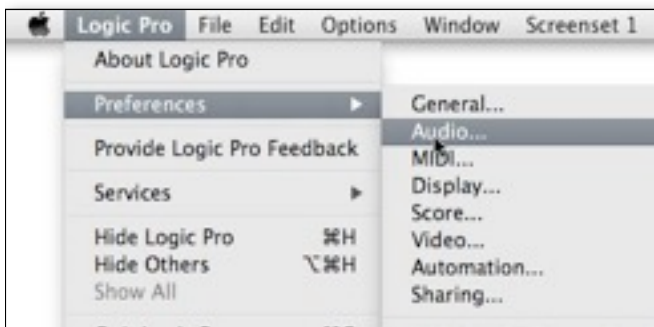 Logic Pro File Edit Options Window Screenset 1
About Logic Pro
Preferences
Provide Logic Pro Feedback
Services
Hide Logic Pro ⌘H
Hide Others ⌥⌘H
Show All
General...
Audio...
MIDI...
Display...
Score...
Video...
Automation...
Sharing...